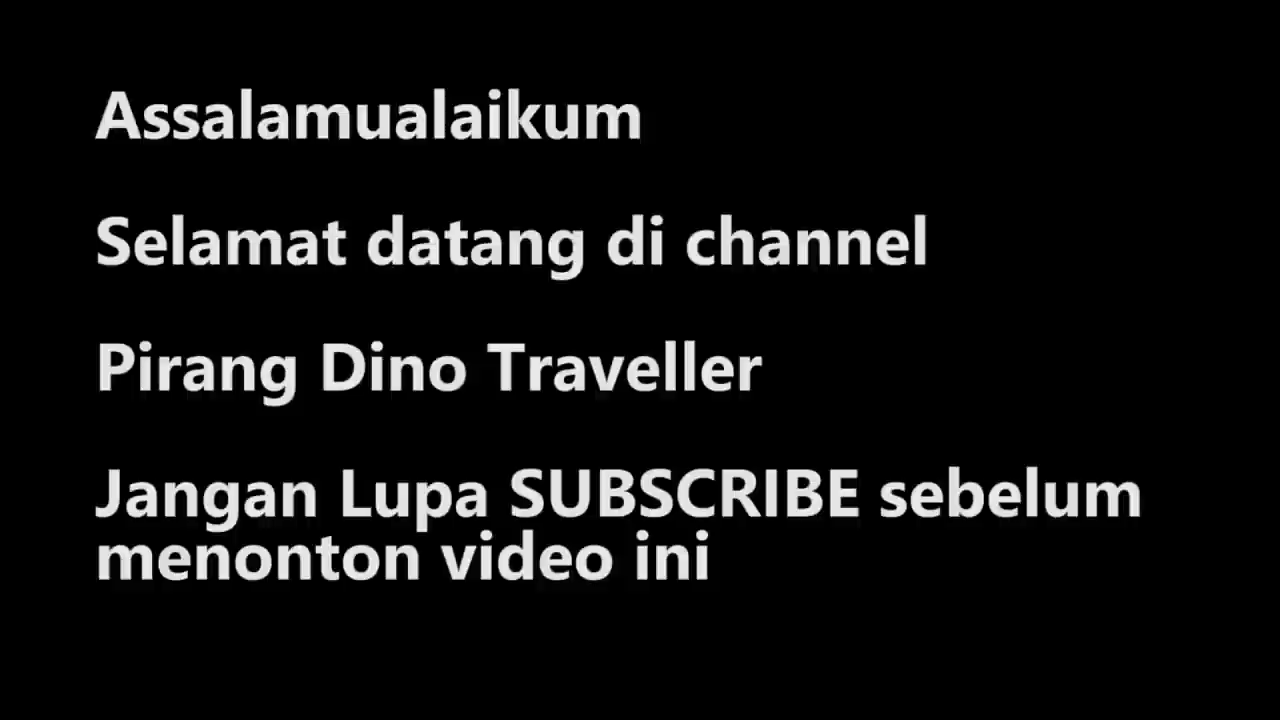 Assalamualaikum
Selamat datang di channel
Pirang Dino Traveller
Jangan Lupa SUBSCRIBE sebelum
menonton video ini